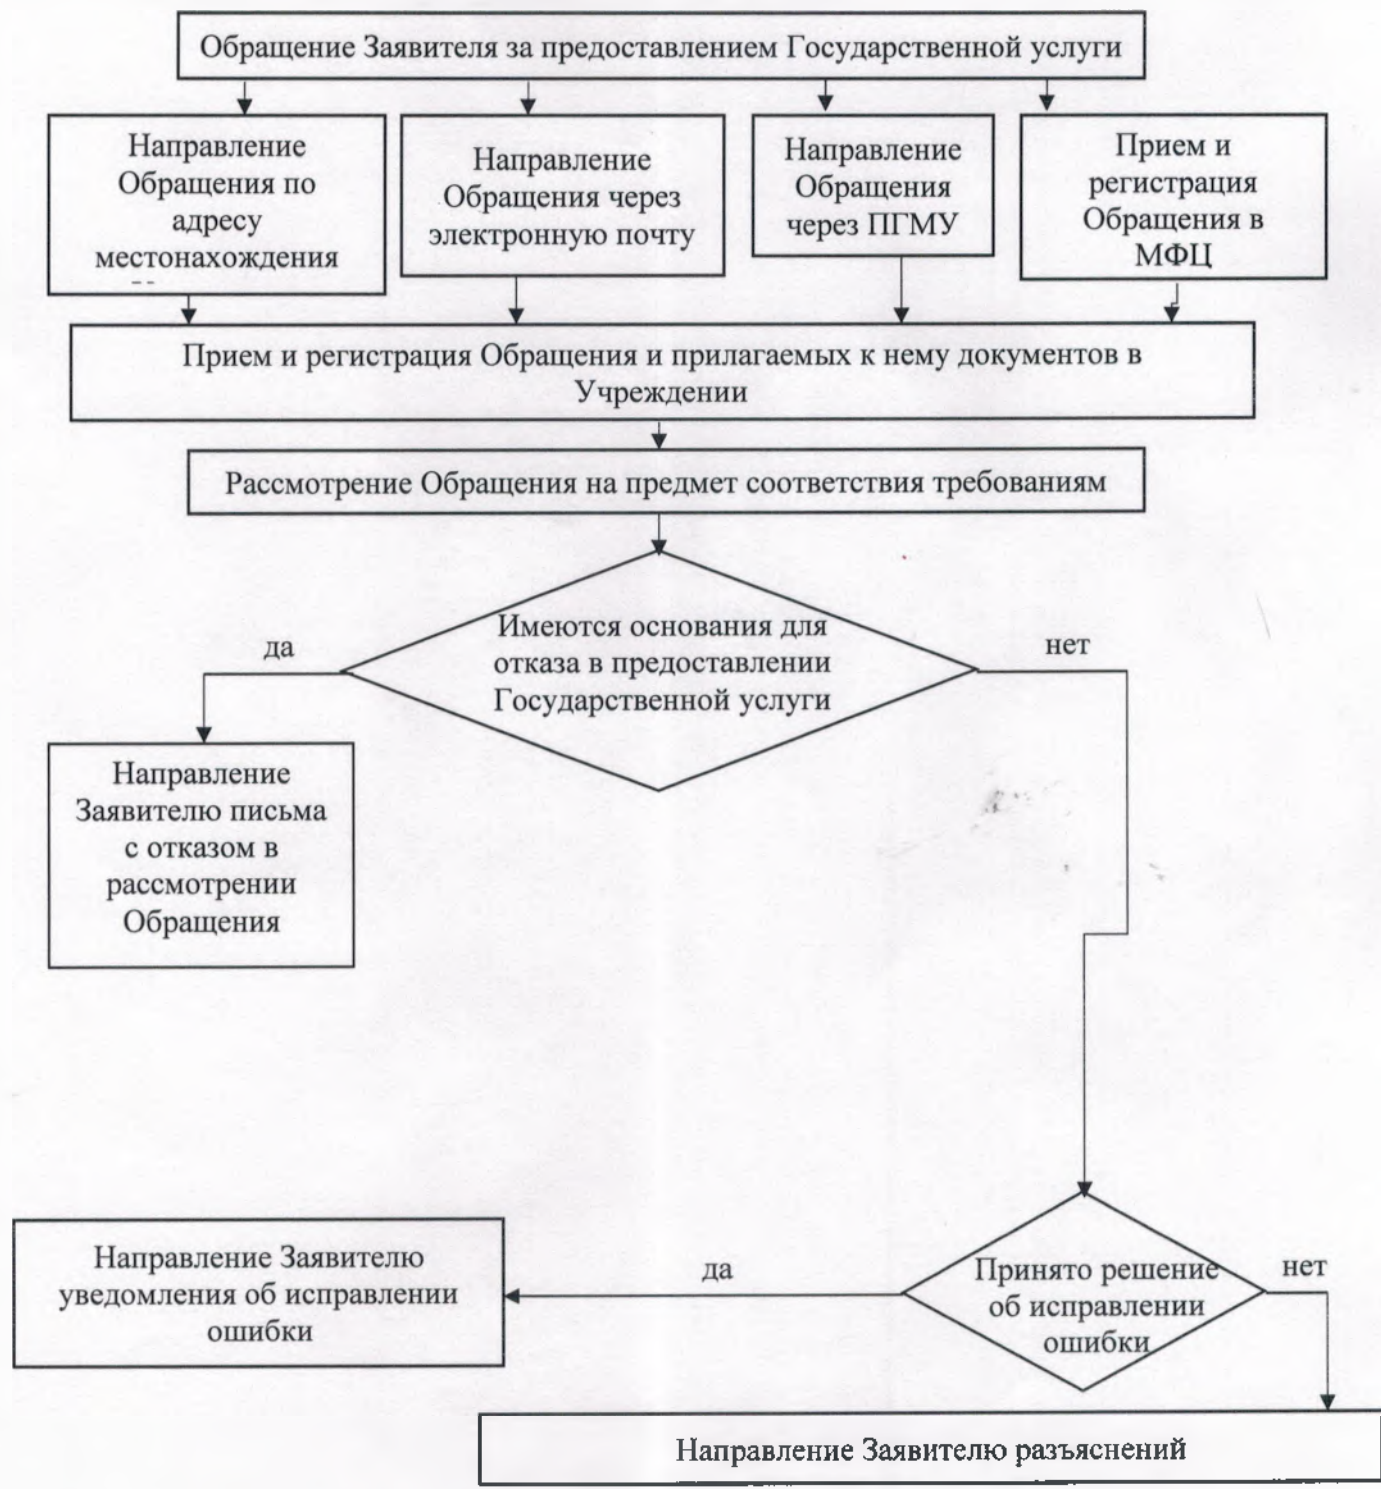 Обращение Заявителя за предоставлением Государственной услуги
Направление
Обращения по
адресу
местонахождения
Направление
Обращения через
электронную почту
Направление
Обращения
через ПГМУ
Прием и
регистрация
Обращения в
МФЦ
Прием и регистрация Обращения и прилагаемых к нему документов в
Учреждении
Рассмотрение Обращения на предмет соответствия требованиям
Имеются основания для
отказа в предоставлении
Государственной услуги
да
нет
Направление
Заявителю письма
с отказом в
рассмотрении
Обращения
Принято решение
об исправлении
ошибки
да
нет
Направление Заявителю
уведомления об исправлении
ошибки
Направление Заявителю разъяснений